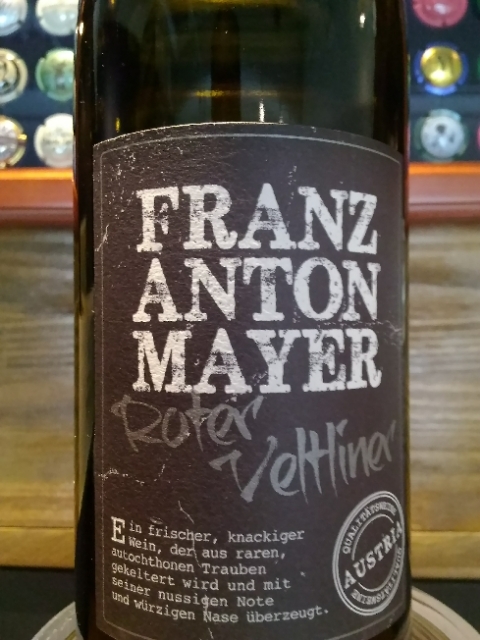 FRANZ
ANTON
MAYER
Roter
Veltliner
Ein frischer, knackiger
Wein, der aus raren,
autochthonen Trauben
gekeltert wird und mit
seiner nussigen Note
und würzigen Nase überzeugt.
QUALITÄTSWEINE
AUSTRIA